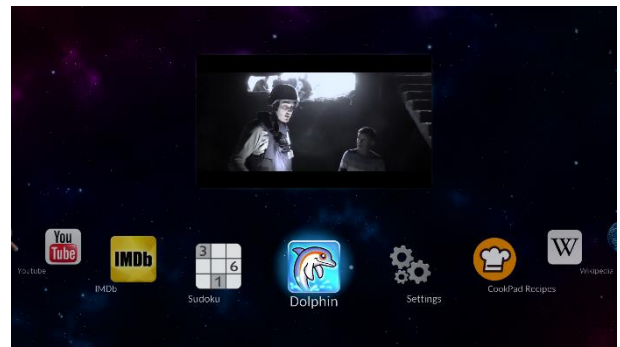 You
Tube
Youtube
IMDb
IMDb
3
6
1
Sudoku
Dolphin
Settings
CookPad Recipes
W
Wikipedia